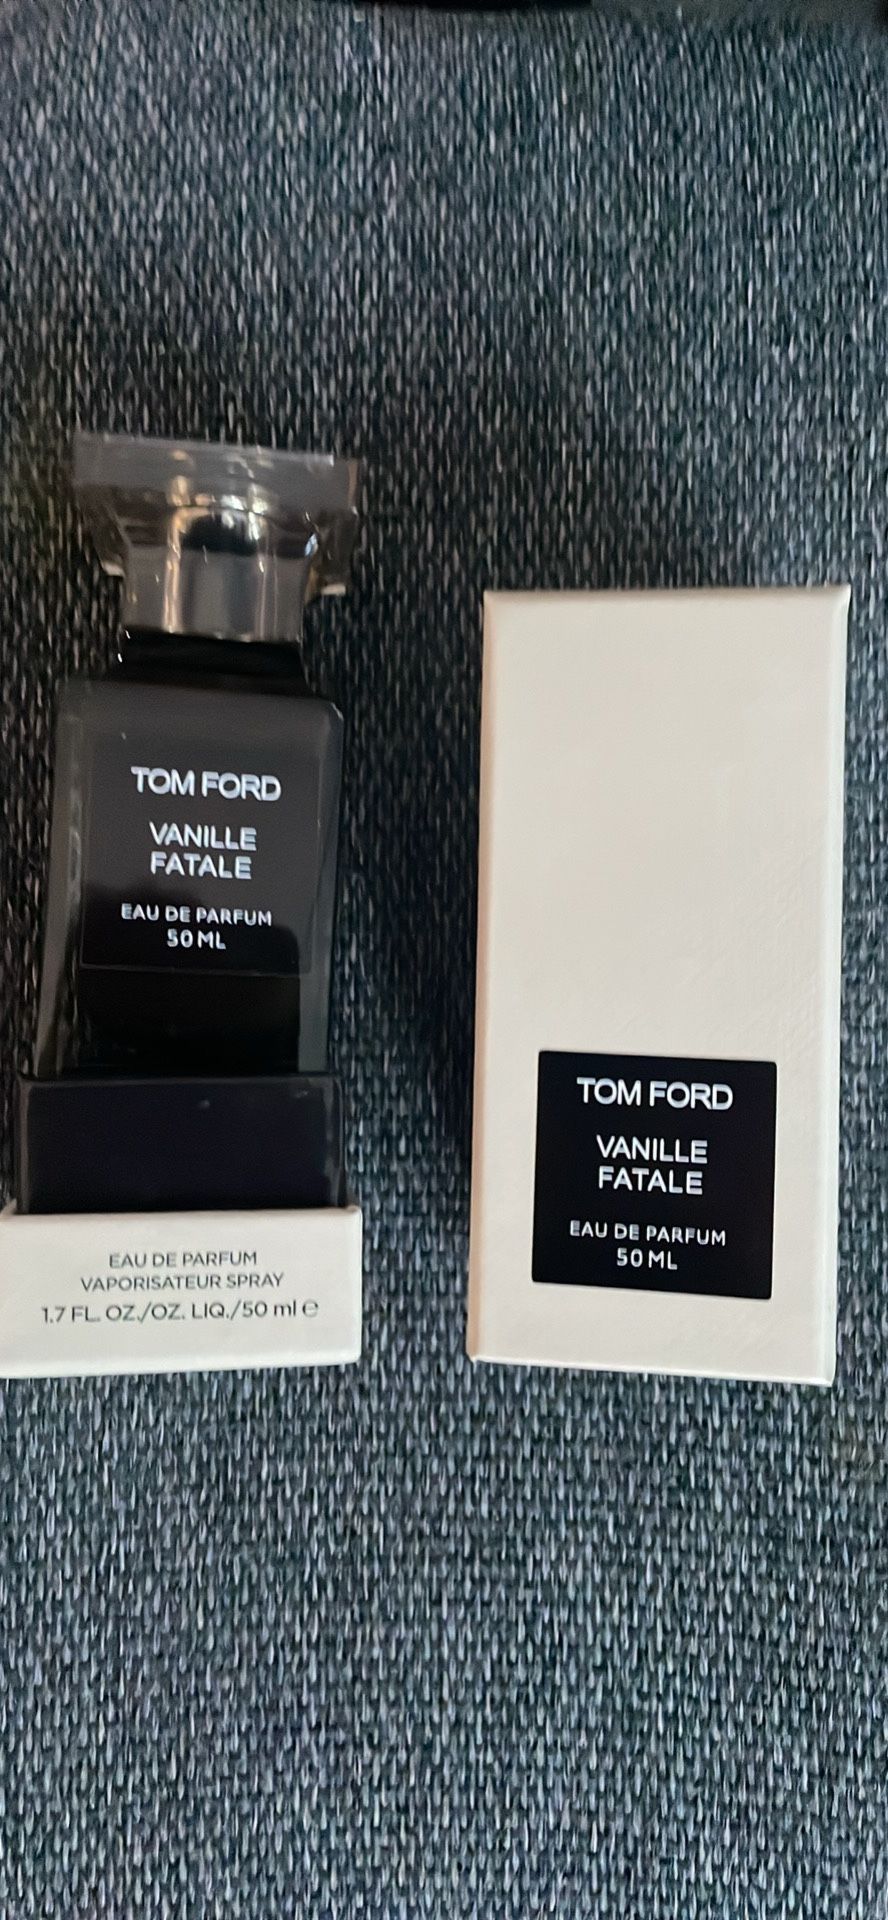 TOM FORD
VANILLE
FATALE
EAU DE PARFUM
50 ML
EAU DE PARFUM
VAPORISATEUR SPRAY
1.7 FL. OZ./OZ. LIQ./50 ml e
TOM FORD
VANILLE
FATALE
EAU DE PARFUM
50 ML